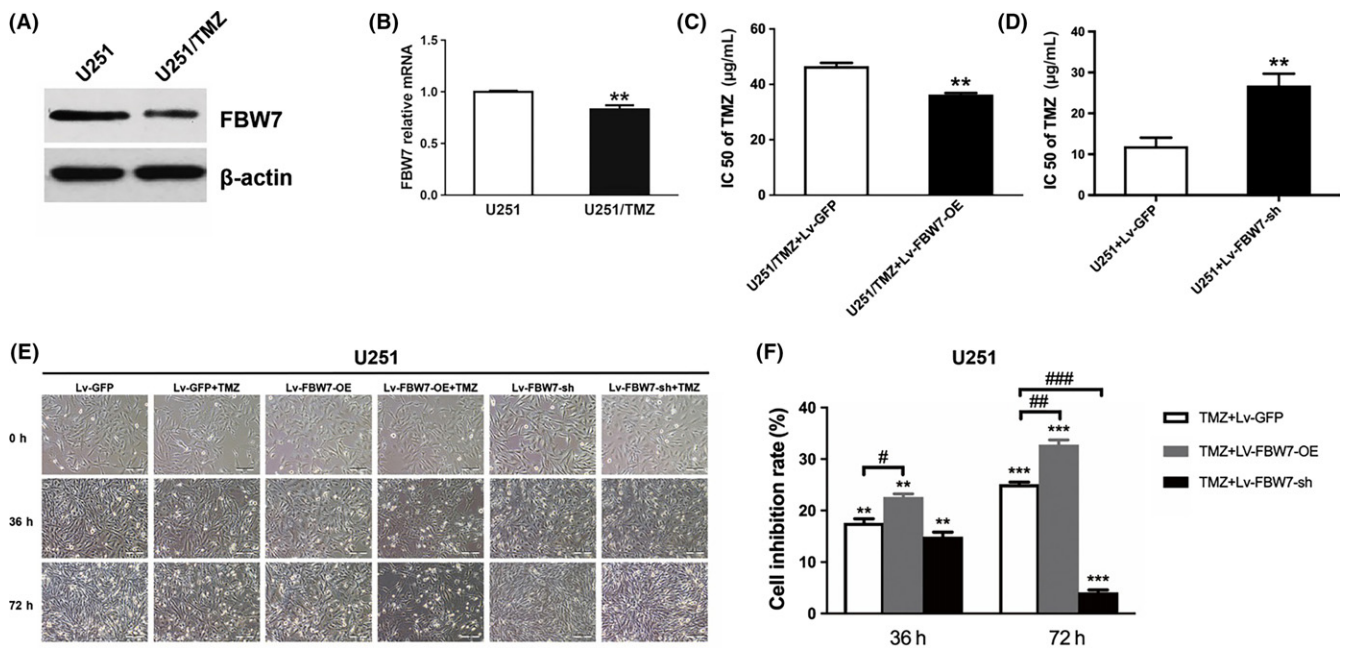 (A)
U251
U251/TMZ
FBW7
β-actin
(B)
FBW7 relative mRNA
1.5
1.0
0.5
0.0
**
U251
U251/TMZ
(C)
IC 50 of TMZ (μg/mL)
60
40
20
0
**
U251/TMZ+Lv-GFP
U251/TMZ+Lv-FBW7-OE
(D)
IC 50 of TMZ (μg/mL)
40
30
20
10
0
**
U251+Lv-GFP
U251+Lv-FBW7-sh
(E)
U251
Lv-GFP Lv-GFP+TMZ Lv-FBW7-OE Lv-FBW7-OE+TMZ Lv-FBW7-sh Lv-FBW7-sh+TMZ
0 h
36 h
72 h
(F)
U251
Cell inhibition rate (%)
40
30
20
10
0
**
#
**
**
***
##
###
***
***
36 h
72 h
TMZ+Lv-GFP
TMZ+LV-FBW7-OE
TMZ+Lv-FBW7-sh